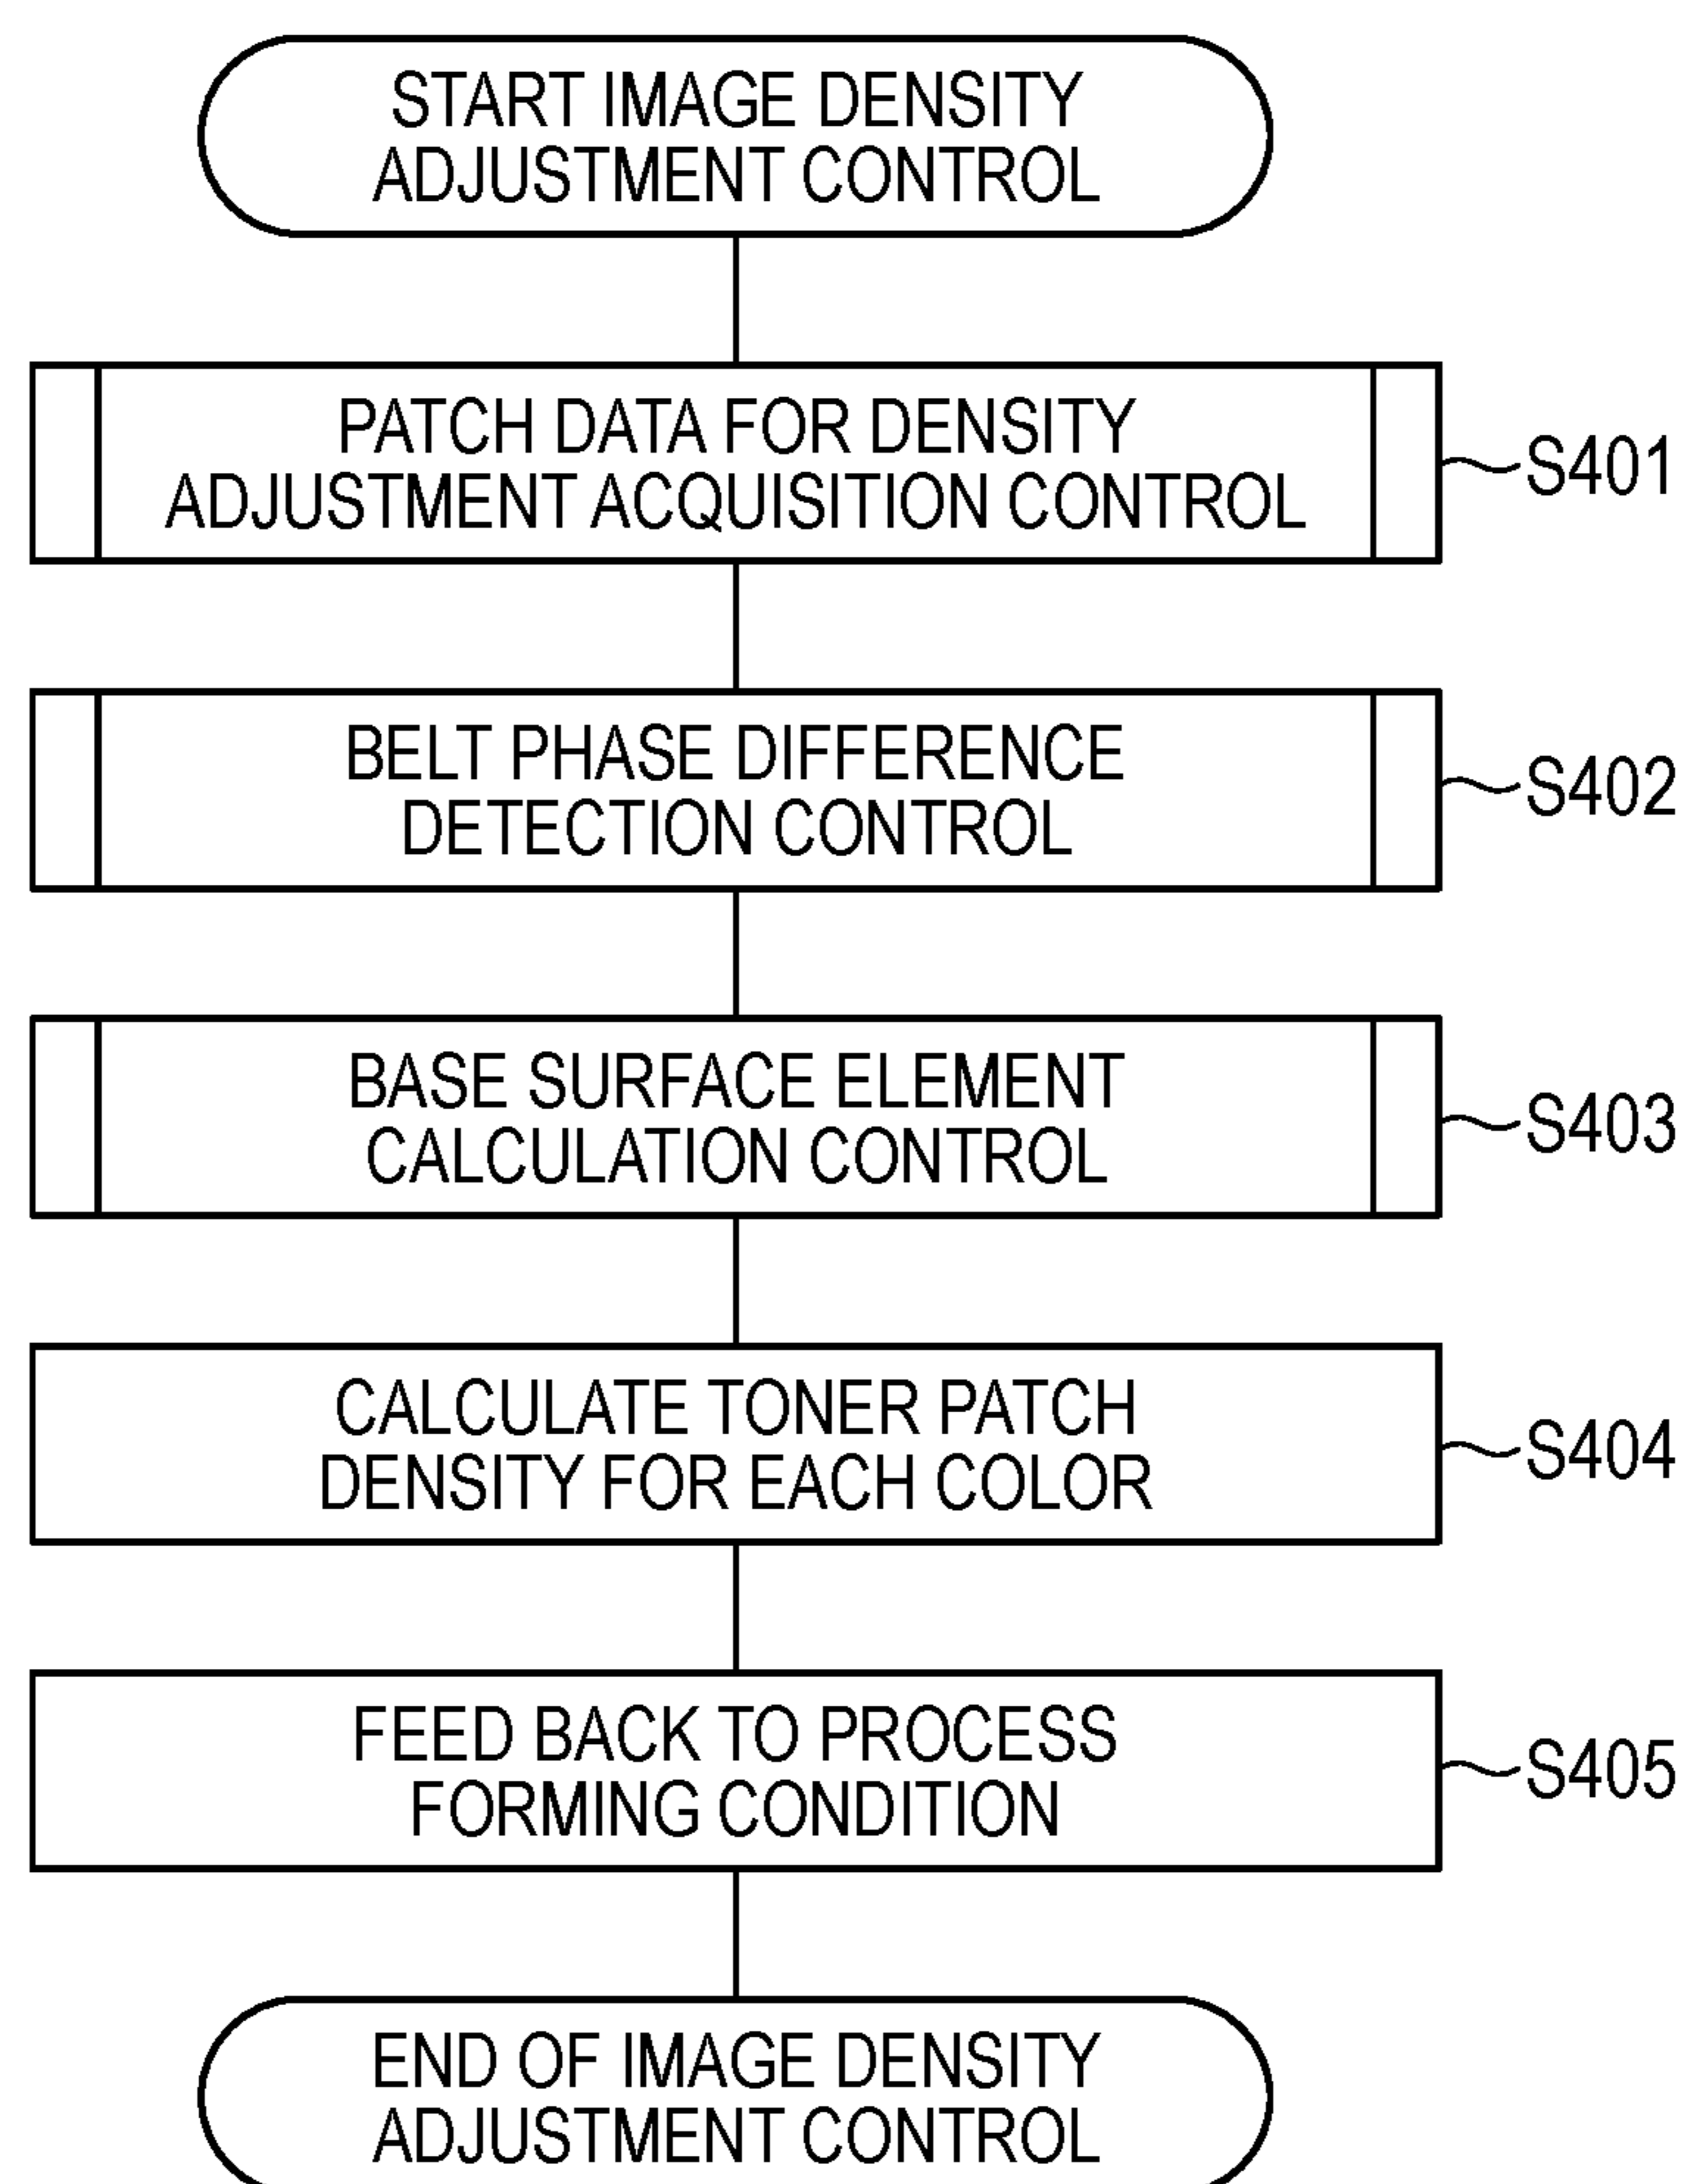 START IMAGE DENSITY
ADJUSTMENT CONTROL
PATCH DATA FOR DENSITY
ADJUSTMENT ACQUISITION CONTROL
S401
BELT PHASE DIFFERENCE
DETECTION CONTROL
S402
BASE SURFACE ELEMENT
CALCULATION CONTROL
S403
CALCULATE TONER PATCH
DENSITY FOR EACH COLOR
S404
FEED BACK TO PROCESS
FORMING CONDITION
S405
END OF IMAGE DENSITY
ADJUSTMENT CONTROL